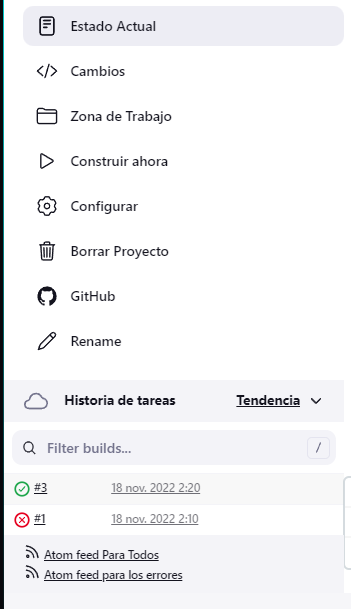 Estado Actual
</> Cambios
Zona de Trabajo
Construir ahora
Configurar
Borrar Proyecto
GitHub
Rename
Historia de tareas Tendencia
Filter builds... /
#3 18 nov. 2022 2:20
#1 18 nov. 2022 2:10
Atom feed Para Todos
Atom feed para los errores